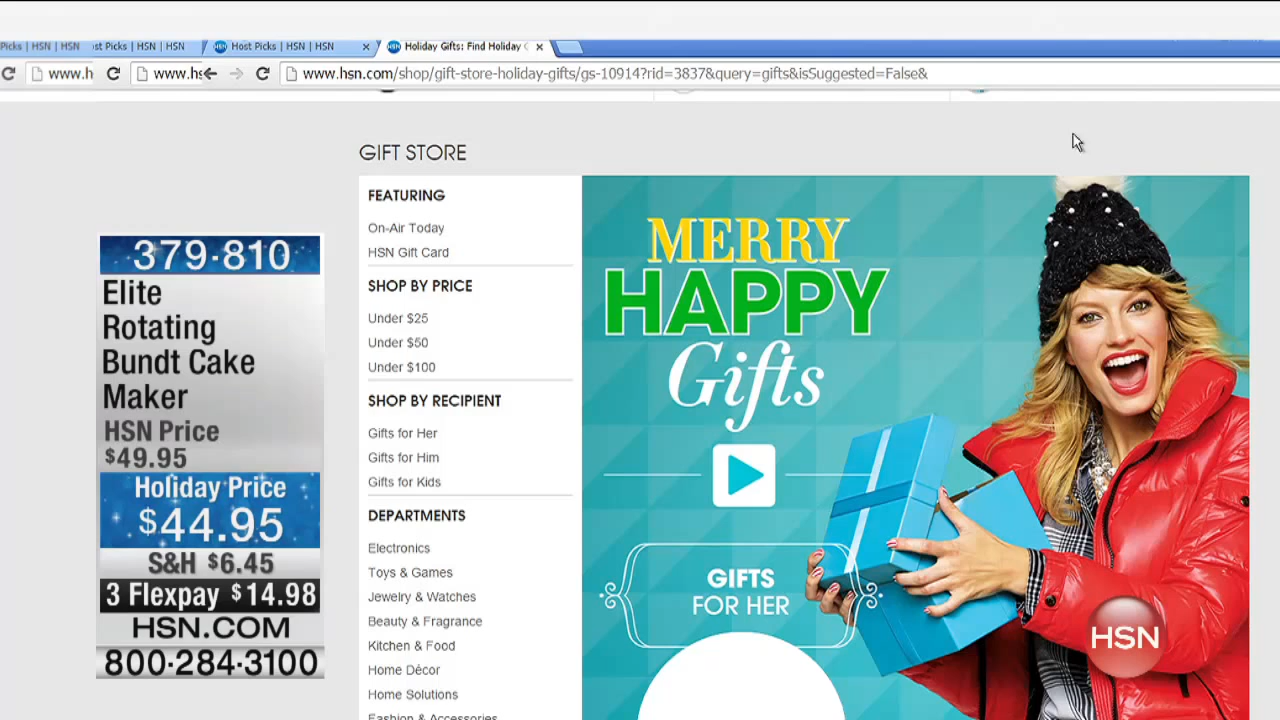 Picks | HSN | HSN
ost Picks | HSN | HSN
Host Picks | HSN | HSN
Holiday Gifts: Find Holiday
www.h
www.hs
www.hsn.com/shop/gift-store-holiday-gifts/gs-10914?rid=3837&query=gifts&isSuggested=False&
GIFT STORE
FEATURING
On-Air Today
HSN Gift Card
SHOP BY PRICE
Under $25
Under $50
Under $100
SHOP BY RECIPIENT
Gifts for Her
Gifts for Him
Gifts for Kids
DEPARTMENTS
Electronics
Toys & Games
Jewelry & Watches
Beauty & Fragrance
Kitchen & Food
Home Décor
Home Solutions
Fashion & Accessories
379-810
Elite
Rotating
Bundt Cake
Maker
HSN Price
$49.95
Holiday Price
$44.95
S&H $6.45
3 Flexpay $14.98
HSN.COM
800-284-3100
MERRY
HAPPY
Gifts
GIFTS
FOR HER
HSN